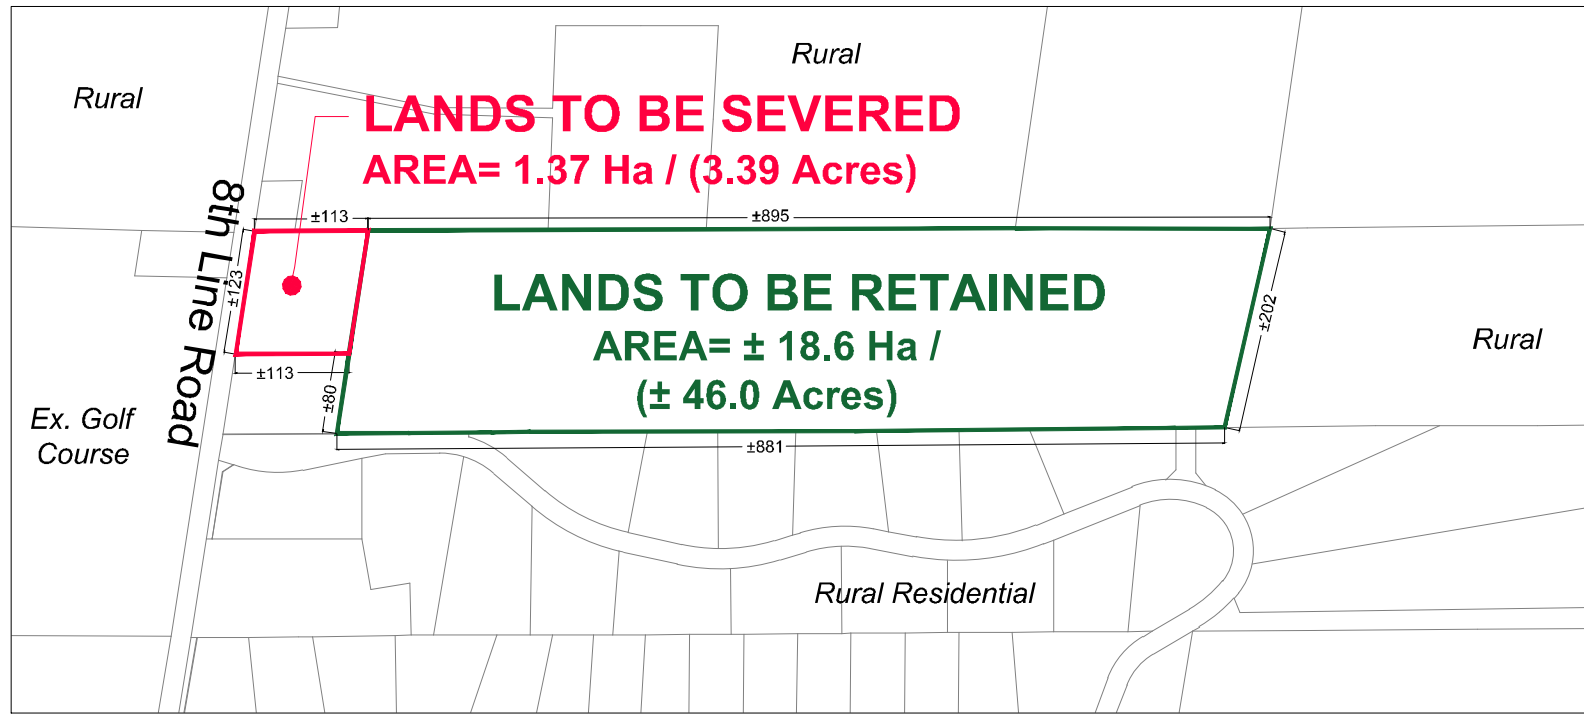 Rural
Rural
LANDS TO BE SEVERED
AREA= 1.37 Ha / (3.39 Acres)
8th Line Road
±113
±895
±123
LANDS TO BE RETAINED
AREA= ± 18.6 Ha /
(± 46.0 Acres)
±202
Rural
±113
±80
Ex. Golf
Course
±881
Rural Residential